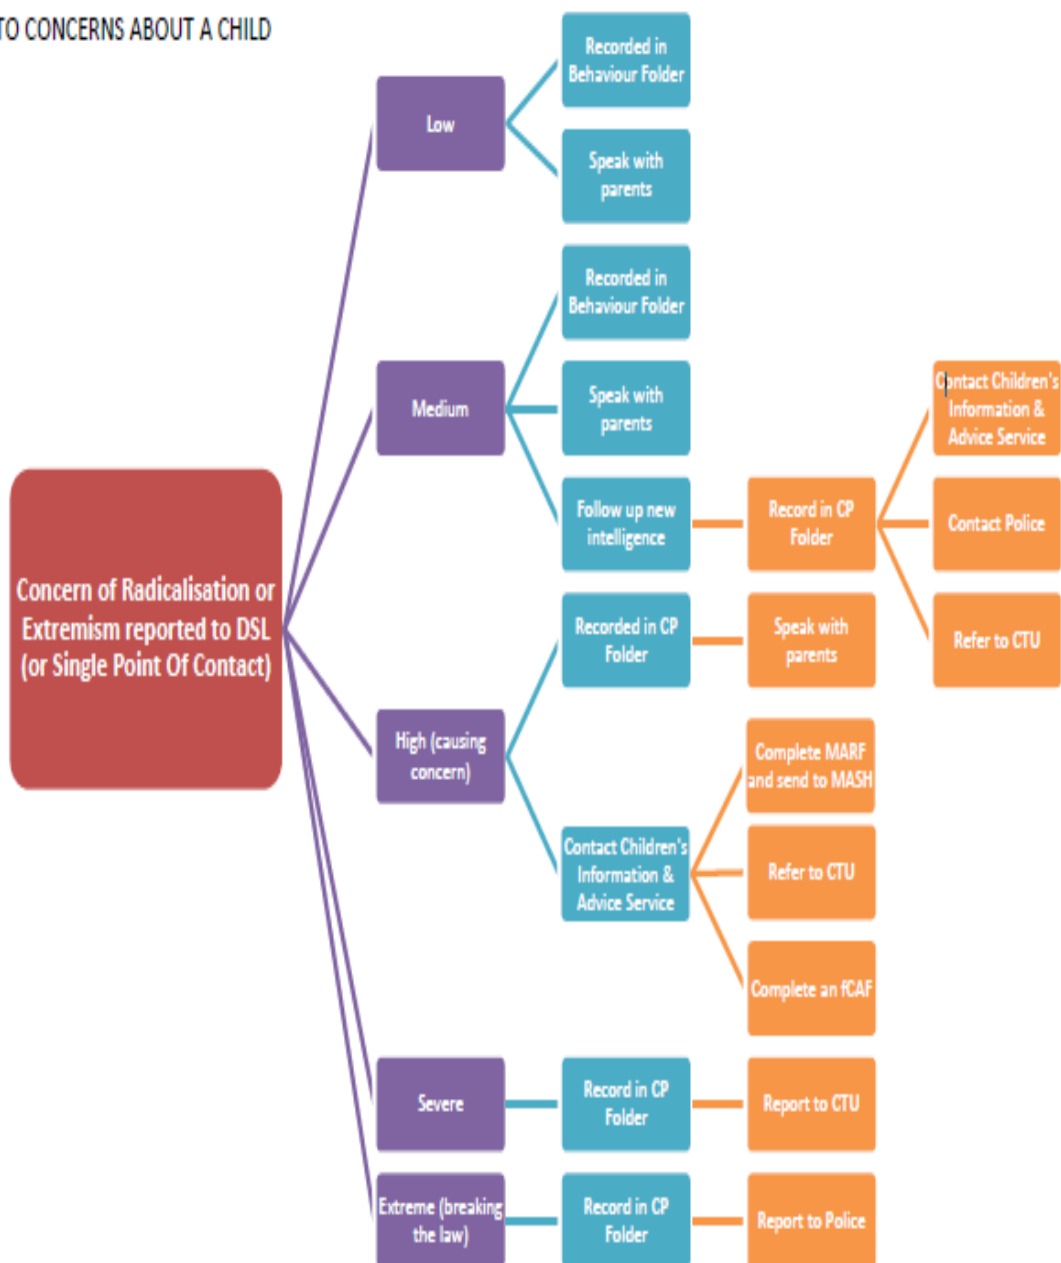 TO CONCERNS ABOUT A CHILD
Concern of Radicalisation or
Extremism reported to DSL
(or Single Point Of Contact)
Low
Recorded in
Behaviour Folder
Speak with
parents
Medium
Recorded in
Behaviour Folder
Speak with
parents
Follow up new
intelligence
Record in CP
Folder
Contact Children's
Information &
Advice Service
Contact Police
Refer to CTU
High (causing
concern)
Recorded in CP
Folder
Speak with
parents
Contact Children's
Information &
Advice Service
Complete MARF
and send to MASH
Refer to CTU
Complete an fCAF
Severe
Record in CP
Folder
Report to CTU
Extreme (breaking
the law)
Record in CP
Folder
Report to Police